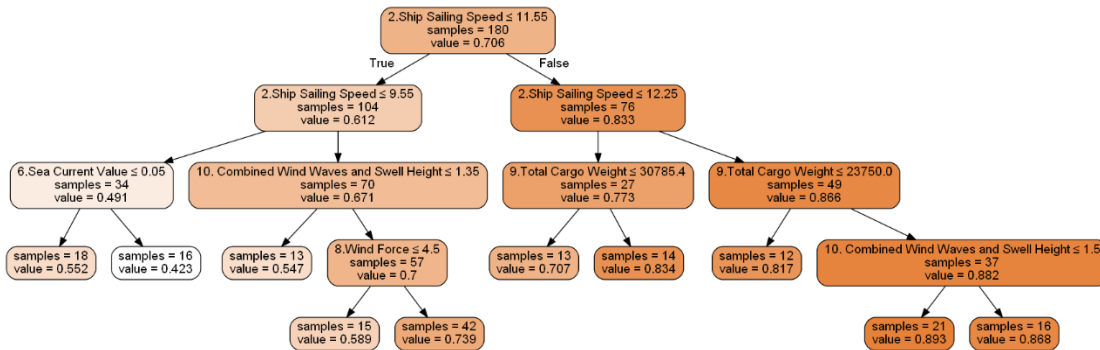 2.Ship Sailing Speed ≤ 11.55
samples = 180
value = 0.706
True
False
2.Ship Sailing Speed ≤ 9.55
samples = 104
value = 0.612
2.Ship Sailing Speed ≤ 12.25
samples = 76
value = 0.833
6.Sea Current Value ≤ 0.05
samples = 34
value = 0.491
10. Combined Wind Waves and Swell Height ≤ 1.35
samples = 70
value = 0.671
9.Total Cargo Weight ≤ 30785.4
samples = 27
value = 0.773
9.Total Cargo Weight ≤ 23750.0
samples = 49
value = 0.866
samples = 18
value = 0.552
samples = 16
value = 0.423
samples = 13
value = 0.547
8.Wind Force ≤ 4.5
samples = 57
value = 0.7
samples = 13
value = 0.707
samples = 14
value = 0.834
samples = 12
value = 0.817
10. Combined Wind Waves and Swell Height ≤ 1.5
samples = 37
value = 0.882
samples = 15
value = 0.589
samples = 42
value = 0.739
samples = 21
value = 0.893
samples = 16
value = 0.868